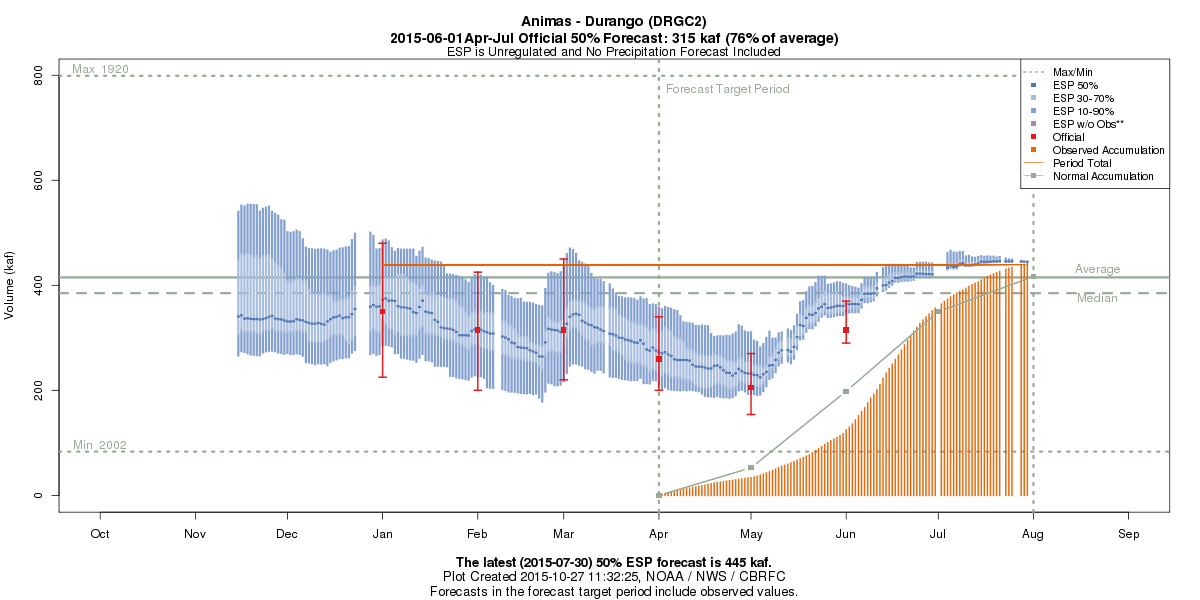 Animas - Durango (DRGC2)
2015-06-01Apr-Jul Official 50% Forecast: 315 kaf (76% of average)
ESP is Unregulated and No Precipitation Forecast Included
Max 1920
Forecast Target Period
Max/Min
ESP 50%
ESP 30-70%
ESP 10-90%
ESP w/o Obs**
Official
Observed Accumulation
Period Total
Normal Accumulation
800
600
400
200
0
Volume (kaf)
Average
Median
Min 2002
Oct Nov Dec Jan Feb Mar Apr May Jun Jul Aug Sep
The latest (2015-07-30) 50% ESP forecast is 445 kaf.
Plot Created 2015-10-27 11:32:25, NOAA / NWS / CBRFC
Forecasts in the forecast target period include observed values.